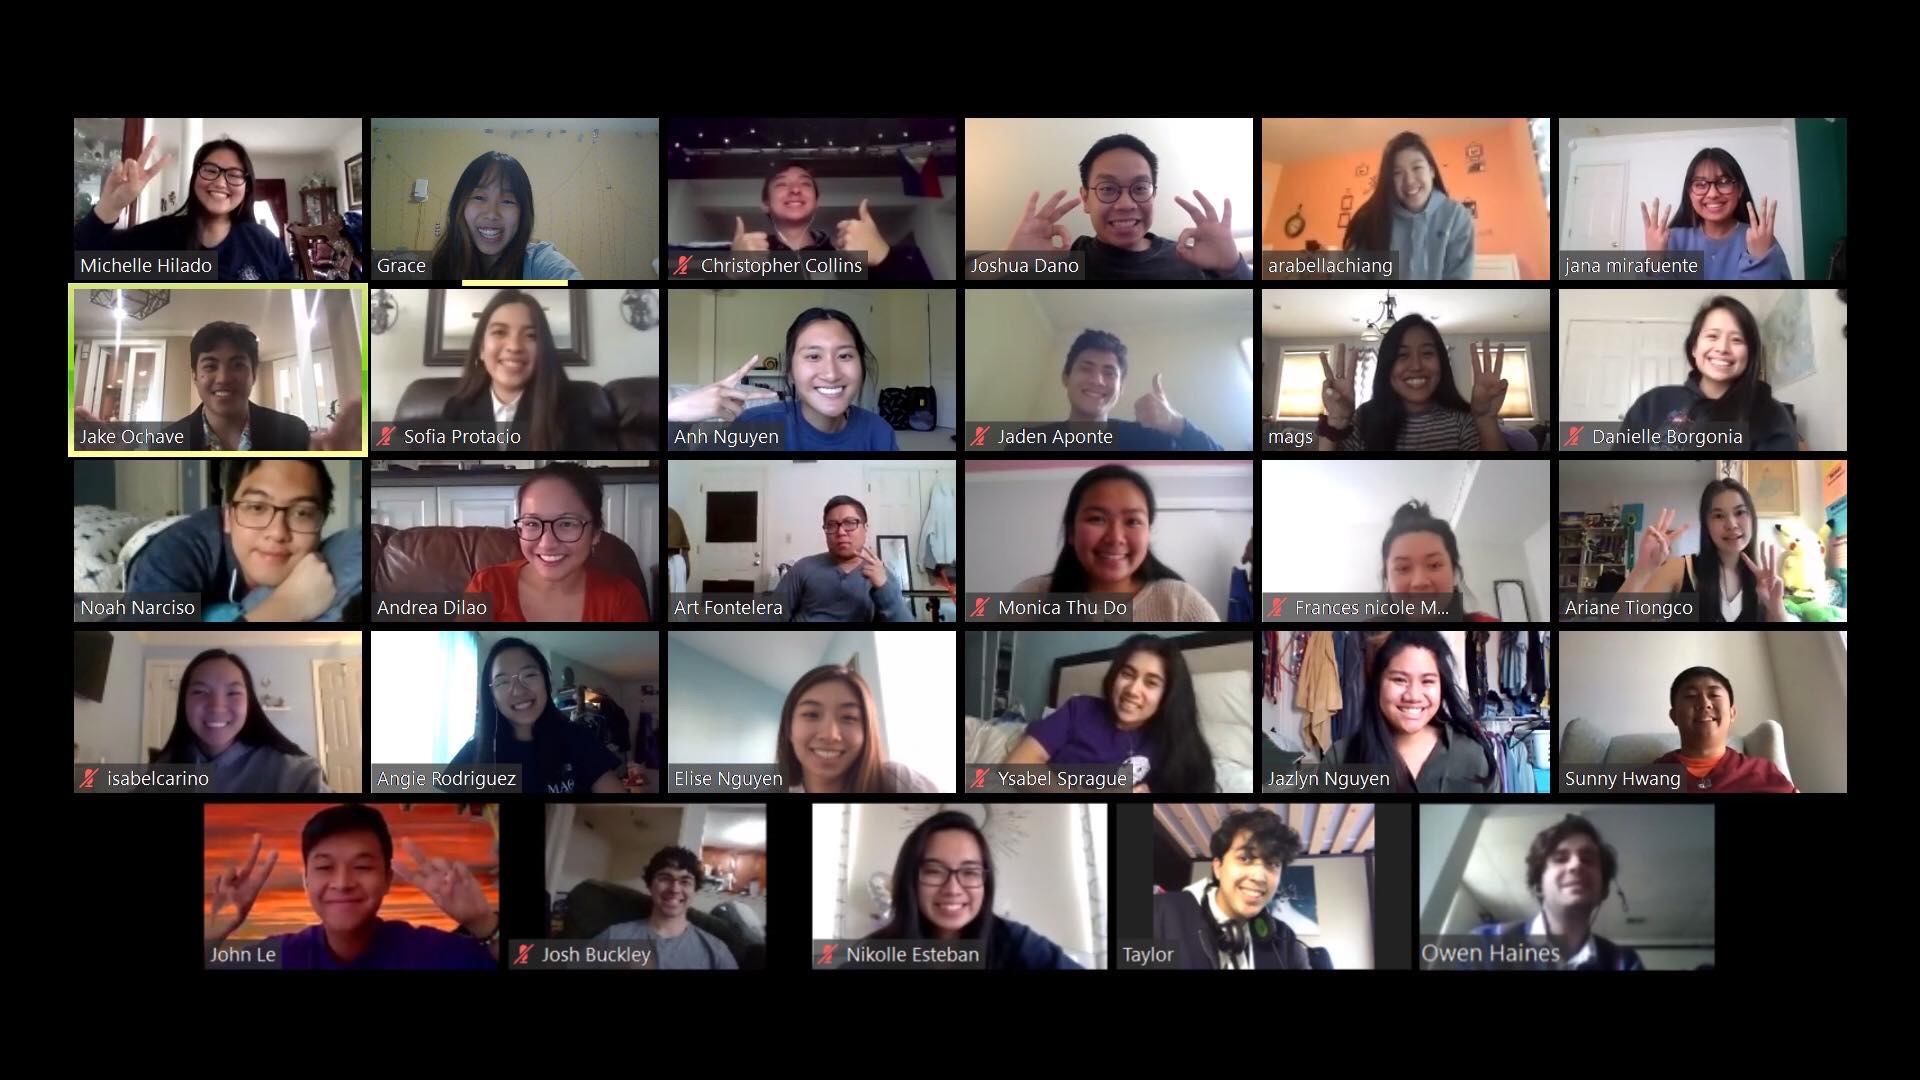 Michelle Hilado
Grace
Christopher Collins
Joshua Dano
arabellachiang
jana mirafuente
Jake Ochave
Sofia Protacio
Anh Nguyen
Jaden Aponte
mags
Danielle Borgonia
Noah Narciso
Andrea Dilao
Art Fontelera
Monica Thu Do
Frances nicole M...
Ariane Tiongco
isabelcarino
Angie Rodriguez
Elise Nguyen
Ysabel Sprague
Jazlyn Nguyen
Sunny Hwang
John Le
Josh Buckley
Nikolle Esteban
Taylor
Owen Haines